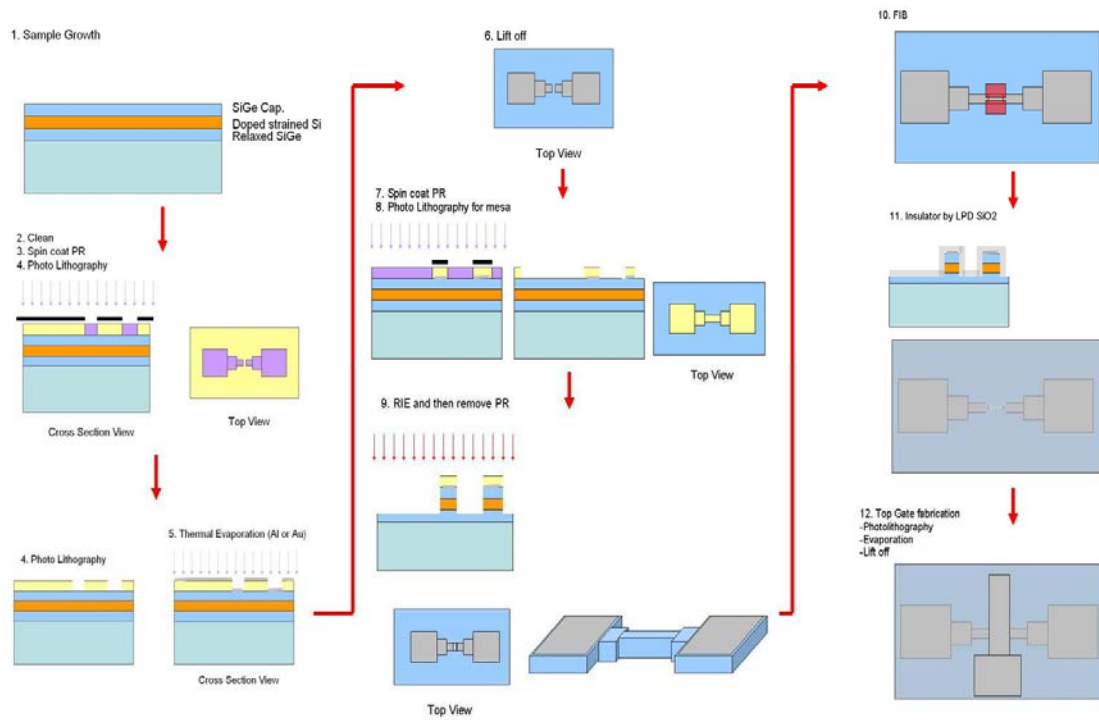 1. Sample Growth
SiGe Cap.
Doped strained Si
Relaxed SiGe
2. Clean
3. Spin coat PR
4. Photo Lithography
Top View
Cross Section View
4. Photo Lithography
5. Thermal Evaporation (Al or Au)
Cross Section View
6. Lift off
Top View
7. Spin coat PR
8. Photo Lithography for mesa
Top View
9. RIE and then remove PR
Top View
10. FIB
11. Insulator by LPD SiO2
12. Top Gate fabrication
-Photolithography
-Evaporation
-Lift off